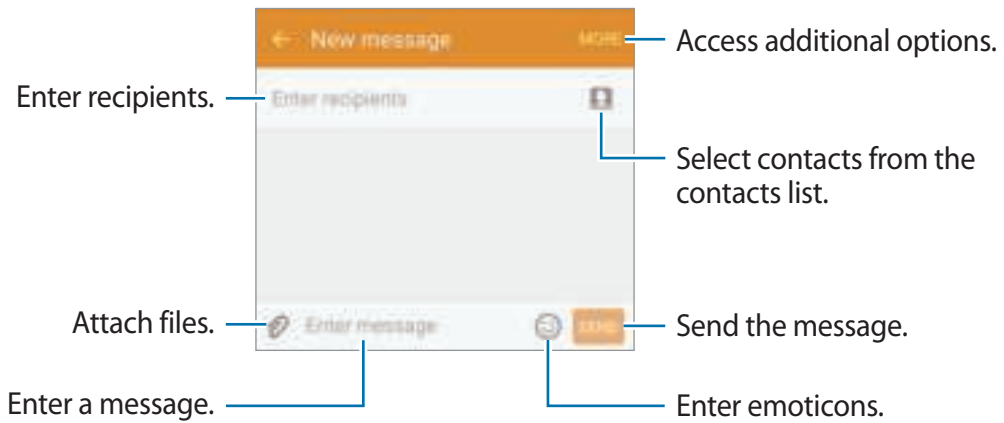 New message
MORE
Access additional options.
Enter recipients.
Enter recipients
Select contacts from the
contacts list.
Attach files.
Enter message
SEND
Send the message.
Enter a message.
Enter emoticons.